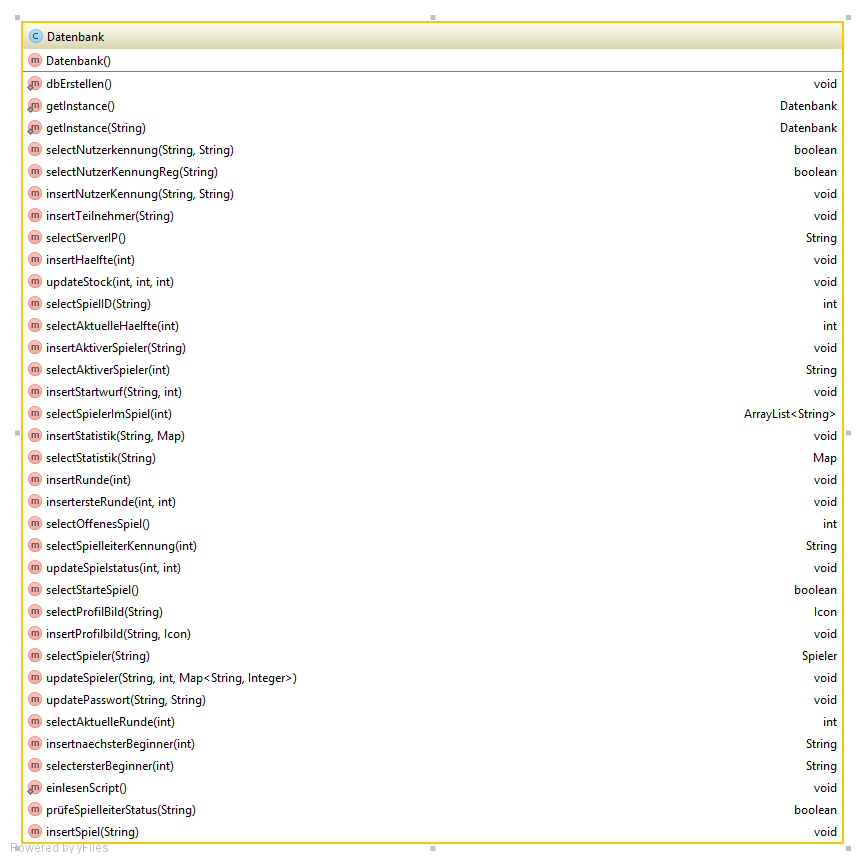 C Datenbank
m Datenbank()
m dbErstellen() void
m getInstance() Datenbank
m getInstance(String) Datenbank
m selectNutzerkennung(String, String) boolean
m selectNutzerKennungReg(String) boolean
m insertNutzerKennung(String, String) void
m insertTeilnehmer(String) void
m selectServerIP() String
m insertHaelfte(int) void
m updateStock(int, int, int) void
m selectSpielID(String) int
m selectAktuelleHaelfte(int) int
m insertAktiverSpieler(String) void
m selectAktiverSpieler(int) String
m insertStartwurf(String, int) void
m selectSpielerImSpiel(int) ArrayList<String>
m insertStatistik(String, Map) void
m selectStatistik(String) Map
m insertRunde(int) void
m insertersteRunde(int, int) void
m selectOffenesSpiel() int
m selectSpielleiterKennung(int) String
m updateSpielstatus(int, int) void
m selectStarteSpiel() boolean
m selectProfilBild(String) Icon
m insertProfilbild(String, Icon) void
m selectSpieler(String) Spieler
m updateSpieler(String, int, Map<String, Integer>) void
m updatePasswort(String, String) void
m selectAktuelleRunde(int) int
m insertnaechsterBeginner(int) String
m selectersterBeginner(int) String
m einlesenScript() void
m prüfeSpielleiterStatus(String) boolean
m insertSpiel(String) void
Powered by yFiles